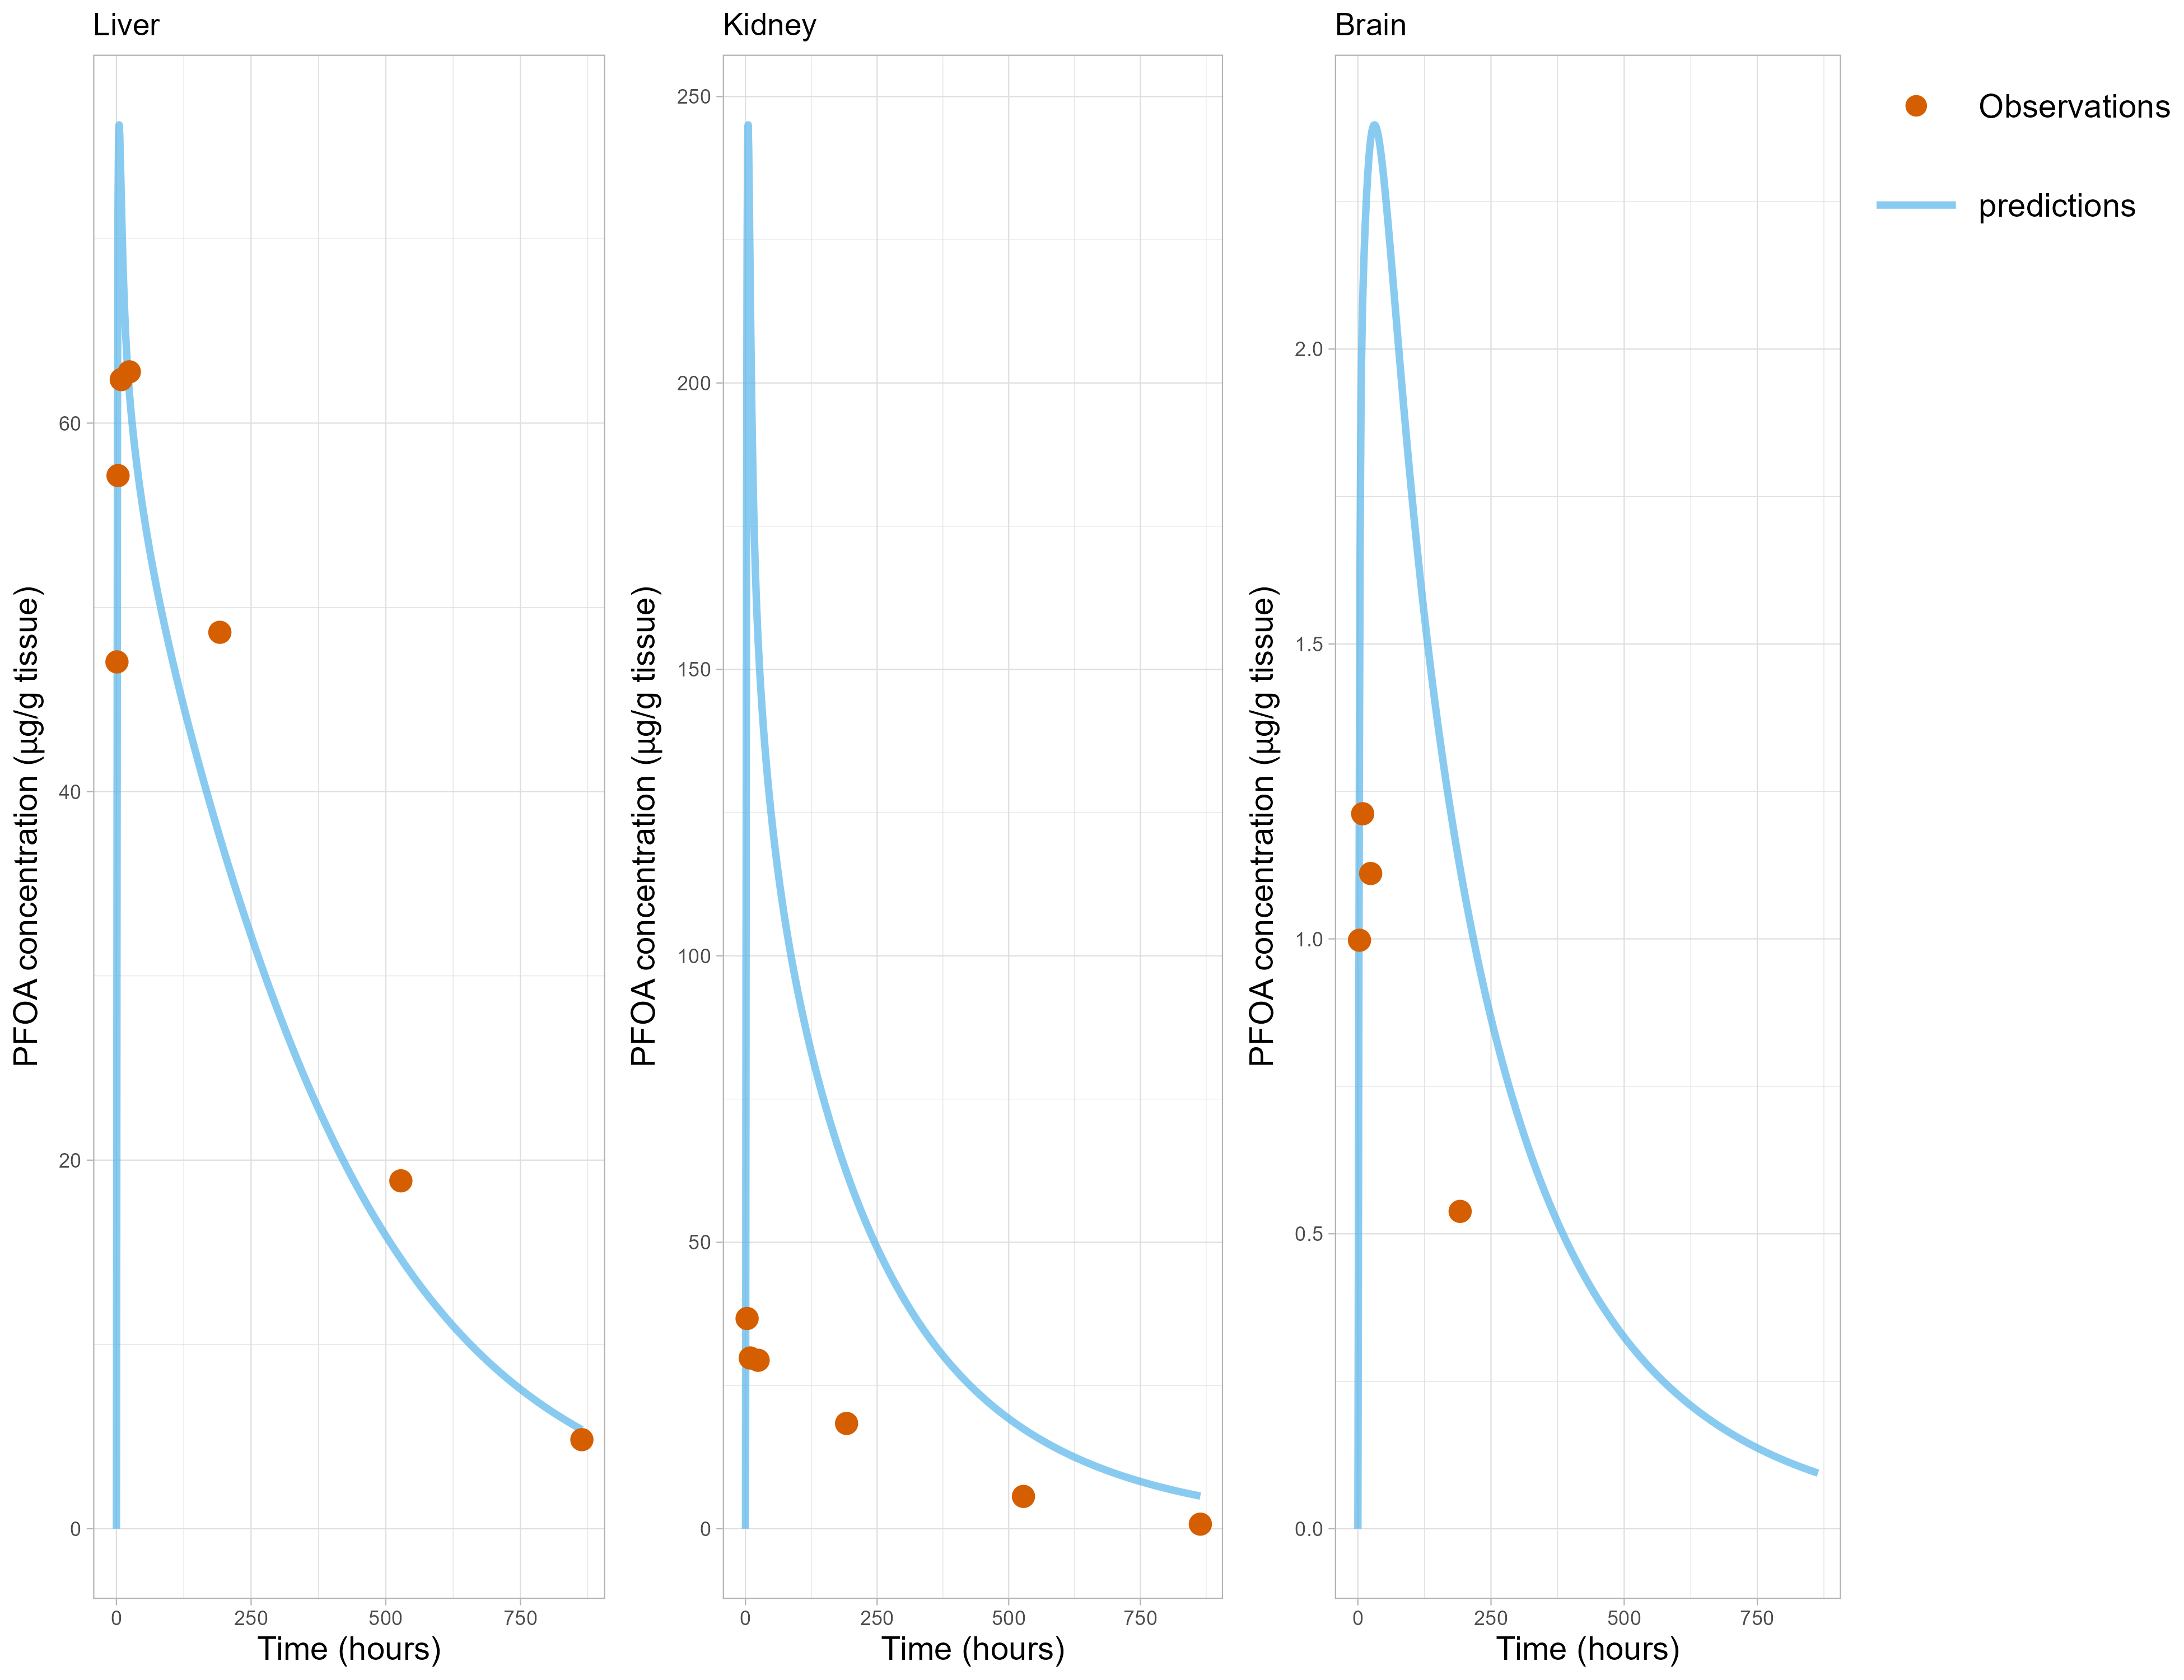 Liver
Kidney
Brain
Observations
predictions
PFOA concentration (µg/g tissue)
60
40
20
0
0
250
500
750
Time (hours)
PFOA concentration (µg/g tissue)
250
200
150
100
50
0
0
250
500
750
Time (hours)
PFOA concentration (µg/g tissue)
2.0
1.5
1.0
0.5
0.0
0
250
500
750
Time (hours)